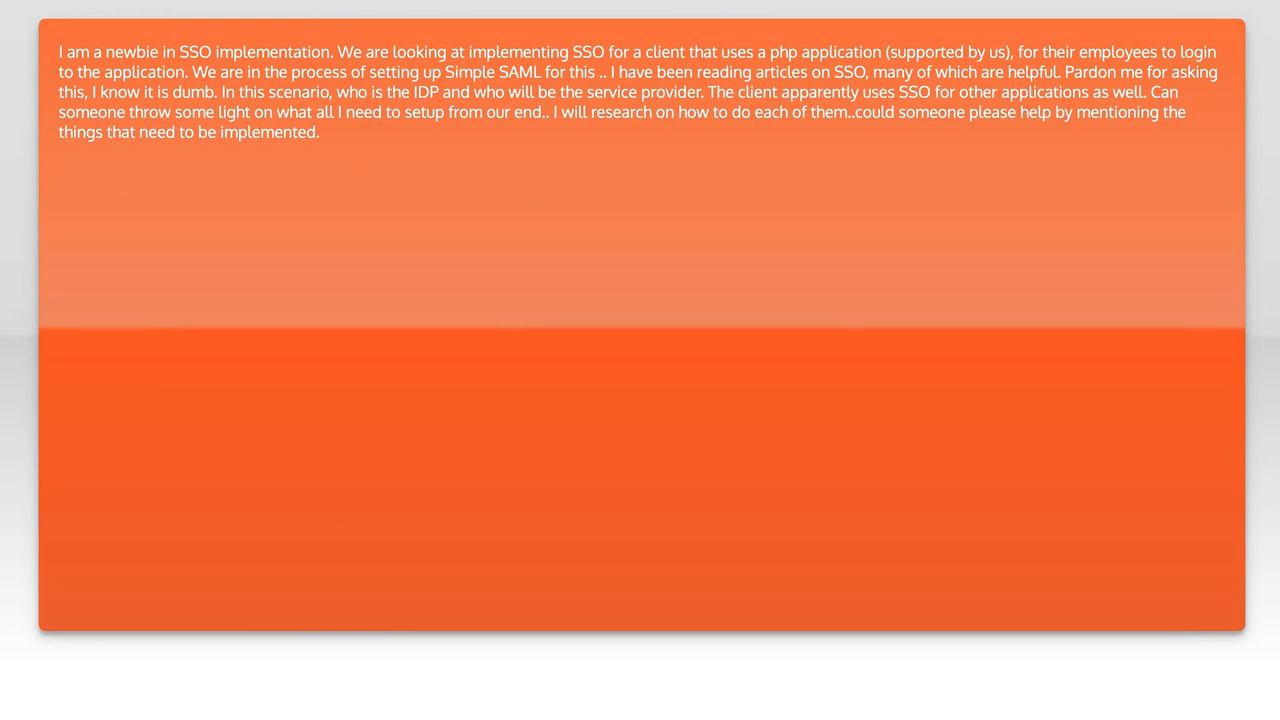 I am a newbie in SSO implementation. We are looking at implementing SSO for a client that uses a php application (supported by us), for their employees to login
to the application. We are in the process of setting up Simple SAML for this .. I have been reading articles on SSO, many of which are helpful. Pardon me for asking
this, I know it is dumb. In this scenario, who is the IDP and who will be the service provider. The client apparently uses SSO for other applications as well. Can
someone throw some light on what all I need to setup from our end.. I will research on how to do each of them..could someone please help by mentioning the
things that need to be implemented.